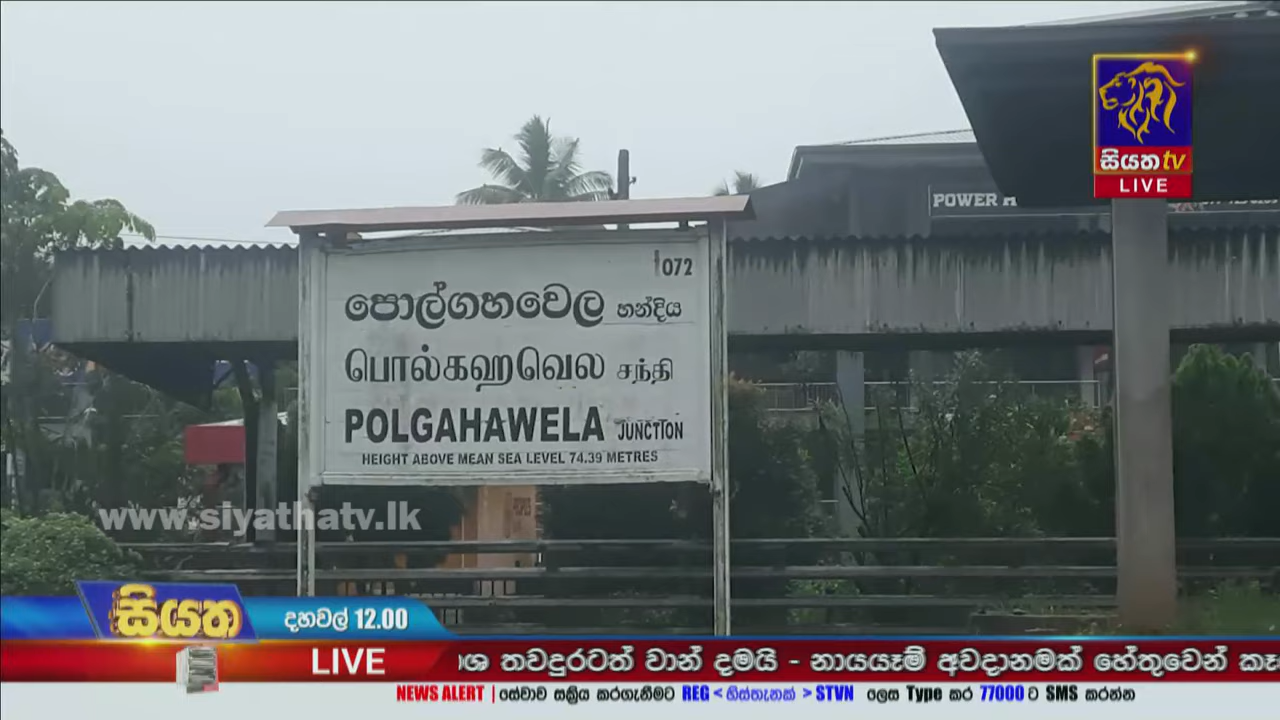 සියත tv
LIVE
POWER
1072
පොල්ගහවෙල හන්දිය
பொல்கஹவெல சந்தி
POLGAHAWELA JUNCTION
HEIGHT ABOVE MEAN SEA LEVEL 74.39 METRES
www.siyathatv.lk
සියත දහවල් 12.00
LIVE තවදුරටත් වාන් දමයි - නායයෑම් අවදානමක් හේතුවෙන්
NEWS ALERT | සේවාව සක්‍රිය කරගැනීමට REG < හිස්තැනක් > STVN ලෙස Type කර 77000 ට SMS කරන්න